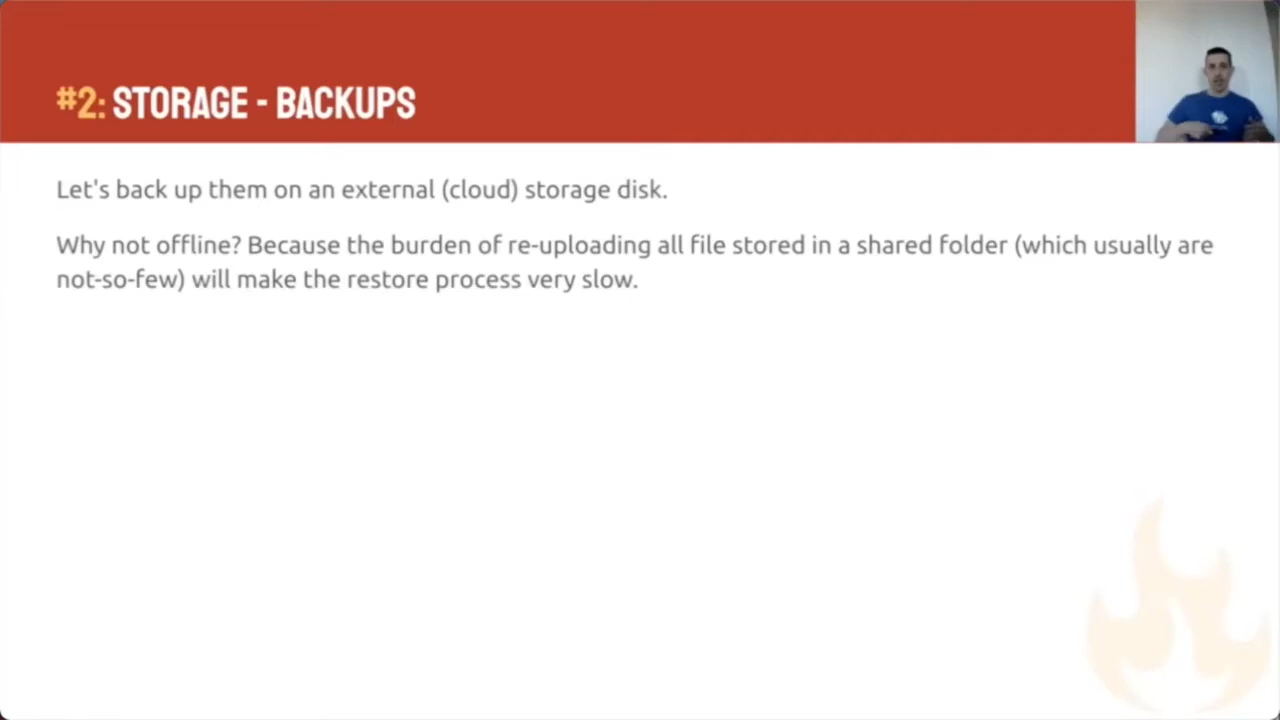 #2: STORAGE - BACKUPS
Let's back up them on an external (cloud) storage disk.
Why not offline? Because the burden of re-uploading all file stored in a shared folder (which usually are
not-so-few) will make the restore process very slow.